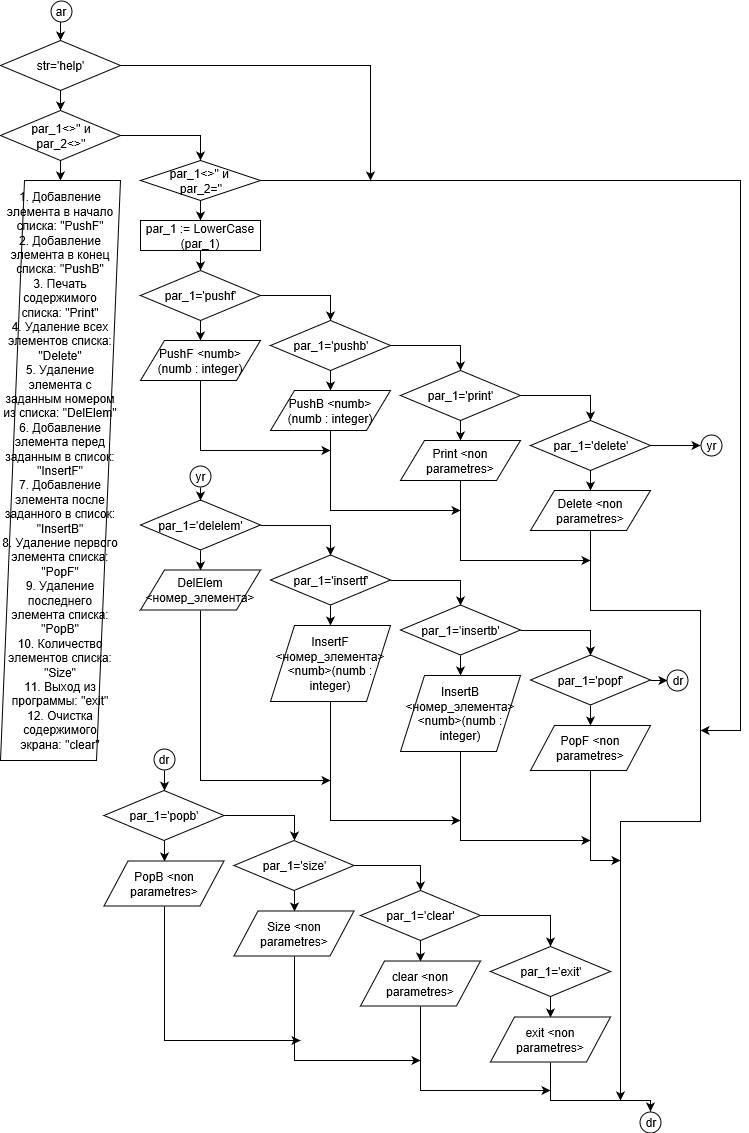 ar
str='help'
par_1<>'' и
par_2<>''
par_1<>'' и
par_2=''
1. Добавление
элемента в начало
списка: "PushF"
2. Добавление
элемента в конец
списка: "PushB"
3. Печать
содержимого
списка: "Print"
4. Удаление всех
элементов списка:
"Delete"
5. Удаление
элемента с
заданным номером
из списка: "DelElem"
6. Добавление
элемента перед
заданным в список:
"InsertF"
7. Добавление
элемента после
заданного в список:
"InsertB"
8. Удаление первого
элемента списка:
"PopF"
9. Удаление
последнего
элемента списка:
"PopB"
10. Количество
элементов списка:
"Size"
11. Выход из
программы: "exit"
12. Очистка
содержимого
экрана: "clear"
par_1 := LowerCase
(par_1)
par_1='pushf'
PushF <numb>
(numb : integer)
par_1='pushb'
PushB <numb>
(numb : integer)
par_1='print'
Print <non
parametres>
par_1='delete'
Delete <non
parametres>
yr
yr
par_1='delelem'
DelElem
<номер_элемента>
par_1='insertf'
InsertF
<номер_элемента>
<numb>(numb :
integer)
par_1='insertb'
InsertB
<номер_элемента>
<numb>(numb :
integer)
par_1='popf'
PopF <non
parametres>
dr
dr
par_1='popb'
PopB <non
parametres>
par_1='size'
Size <non
parametres>
par_1='clear'
clear <non
parametres>
par_1='exit'
exit <non
parametres>
dr